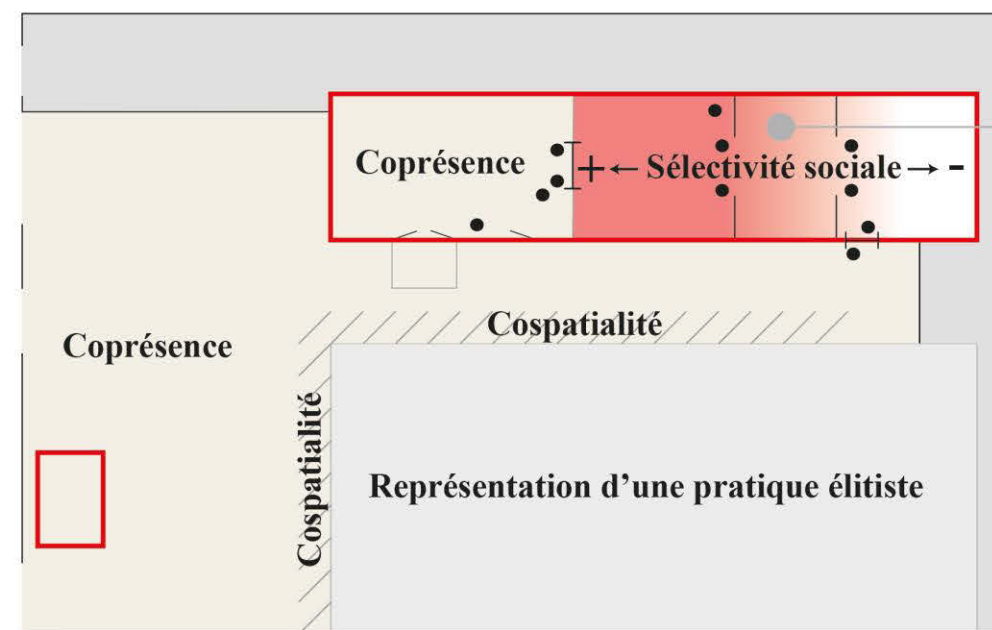 Coprésence
+ ← Sélectivité sociale → -
Cospatialité
Coprésence
Cospatialité
Représentation d’une pratique élitiste